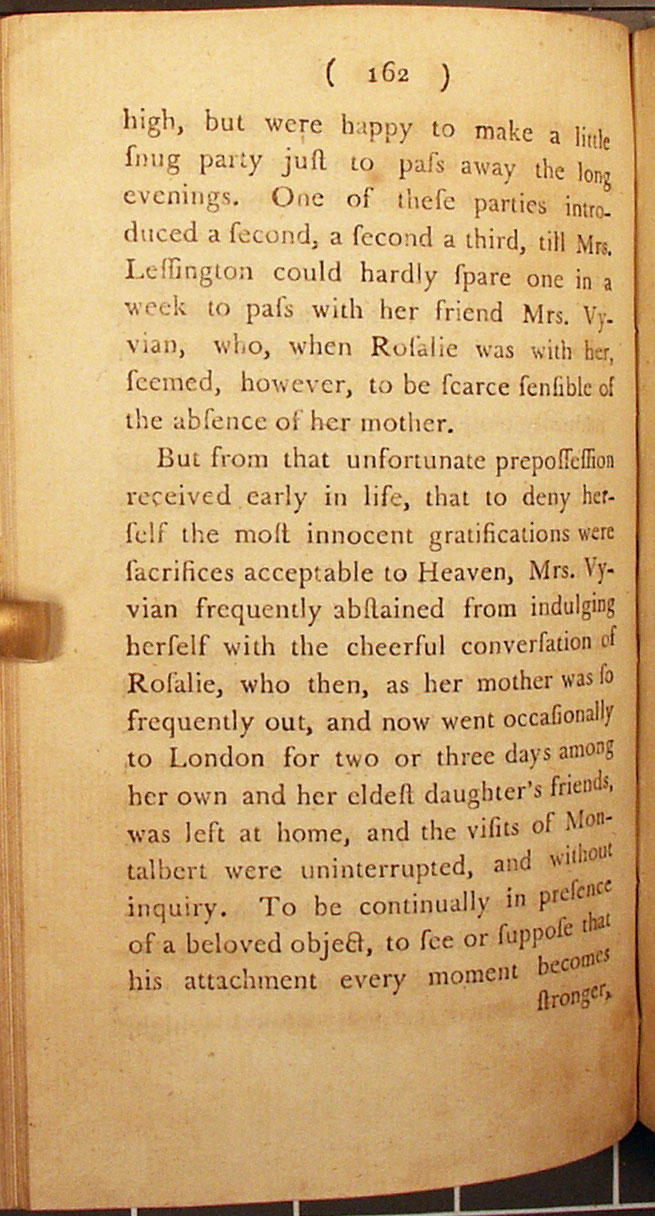 ( 162 )
high, but were happy to make a little
ſnug party juſt to paſs away the long
evenings. One of theſe parties intro-
duced a ſecond, a ſecond a third, till Mrs.
Leſſington could hardly ſpare one in a
week to paſs with her friend Mrs. Vy-
vian, who, when Roſalie was with her,
ſeemed, however, to be ſcarce ſenſible of
the abſence of her mother.
But from that unfortunate prepoſſeſſion
received early in life, that to deny her-
ſelf the moſt innocent gratifications were
ſacrifices acceptable to Heaven, Mrs. Vy-
vian frequently abſtained from indulging
herſelf with the cheerful converſation of
Roſalie, who then, as her mother was ſo
frequently out, and now went occaſionally
to London for two or three days among
her own and her eldeſt daughter's friends,
was left at home, and the viſits of Mon-
talbert were uninterrupted, and without
inquiry. To be continually in preſence
of a beloved object, to ſee or ſuppoſe that
his attachment every moment becomes
ſtronger,